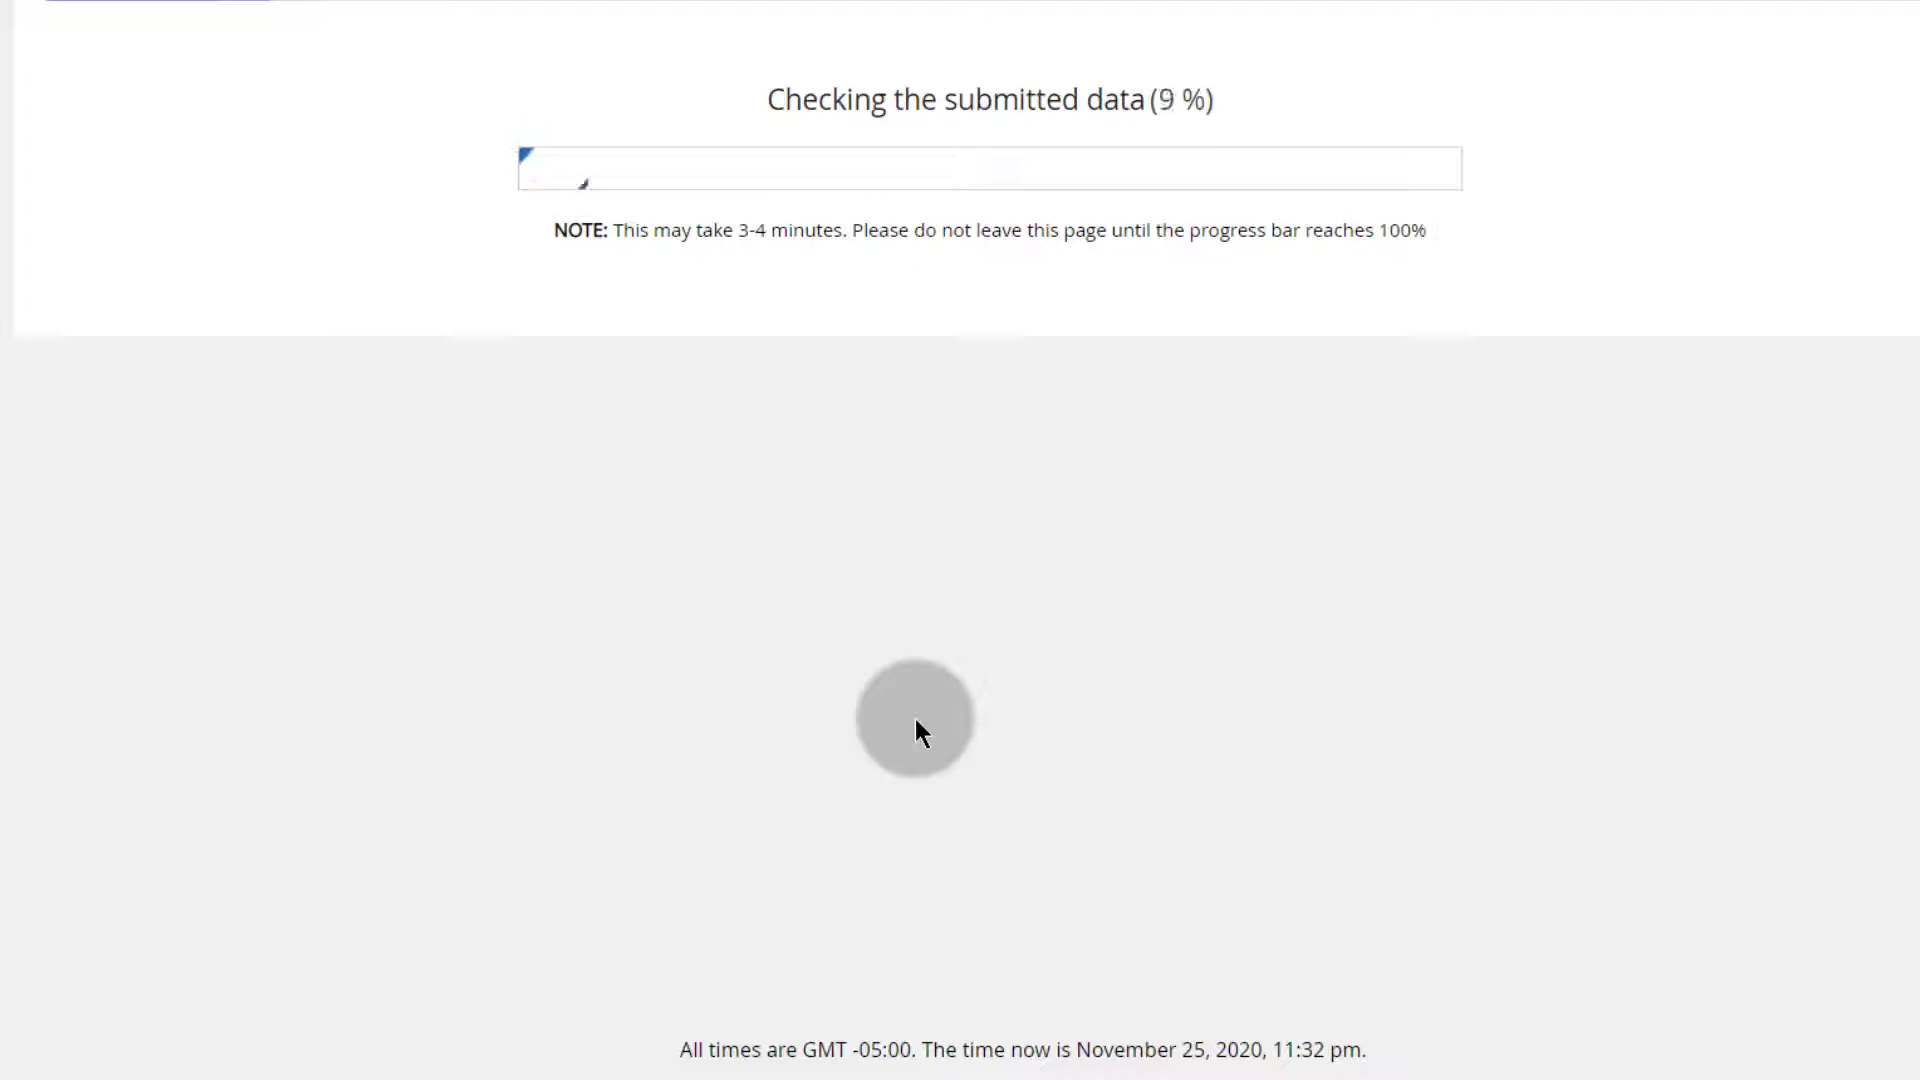 Checking the submitted data (9 %)
NOTE: This may take 3-4 minutes. Please do not leave this page until the progress bar reaches 100%
All times are GMT -05:00. The time now is November 25, 2020, 11:32 pm.